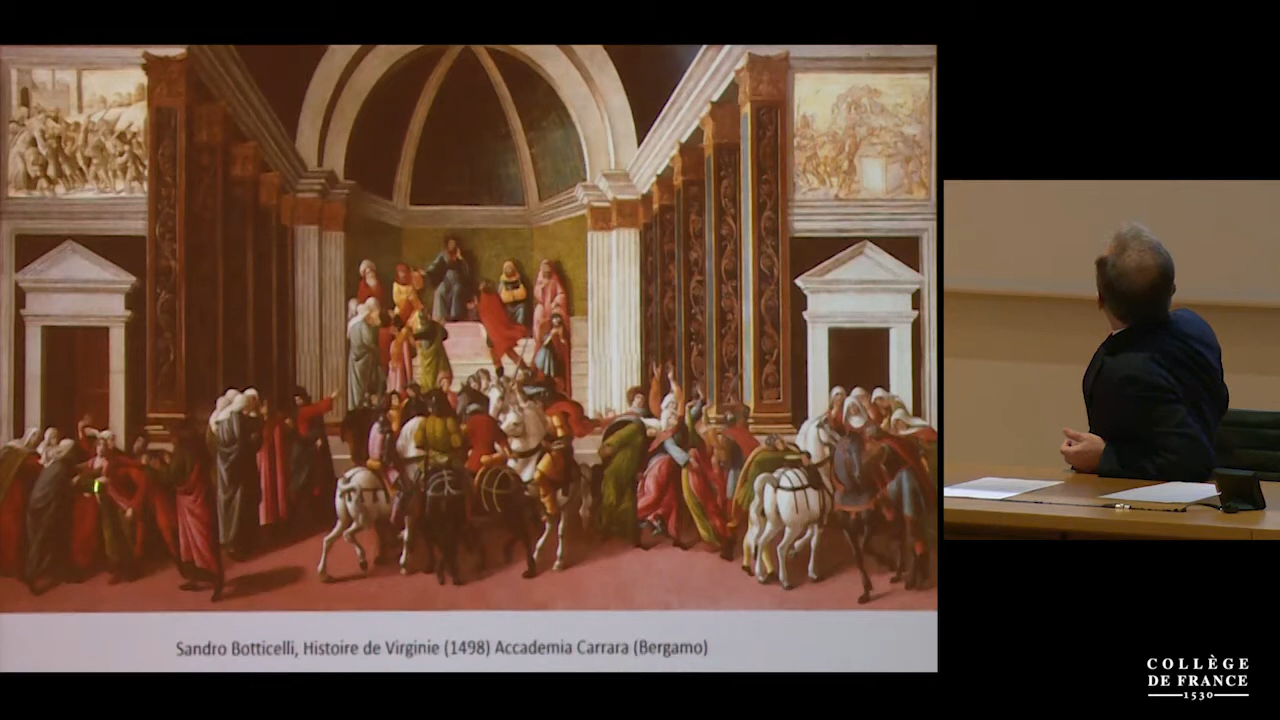 Sandro Botticelli, Histoire de Virginie (1498) Accademia Carrara (Bergamo)
COLLÈGE
DE FRANCE
1530